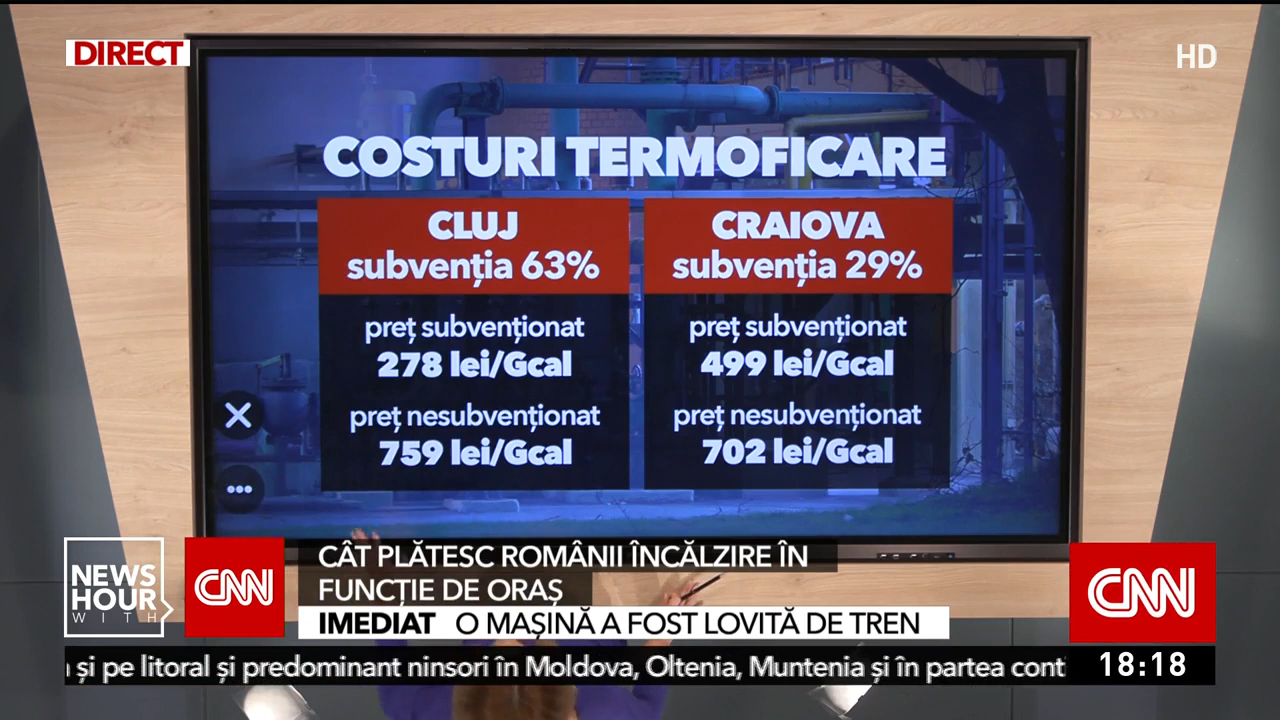 DIRECT
HD
COSTURI TERMOFICARE
CLUJ
subvenția 63%
preț subvenționat
278 lei/Gcal
preț nesubvenționat
759 lei/Gcal
CRAIOVA
subvenția 29%
preț subvenționat
499 lei/Gcal
preț nesubvenționat
702 lei/Gcal
NEWS
HOUR
WITH
CNN
CÂT PLĂTESC ROMÂNII ÎNCĂLZIRE ÎN
FUNCȚIE DE ORAȘ
IMEDIAT O MAȘINĂ A FOST LOVITĂ DE TREN
CNN
și pe litoral și predominant ninsori în Moldova, Oltenia, Muntenia și în partea conti
18:18